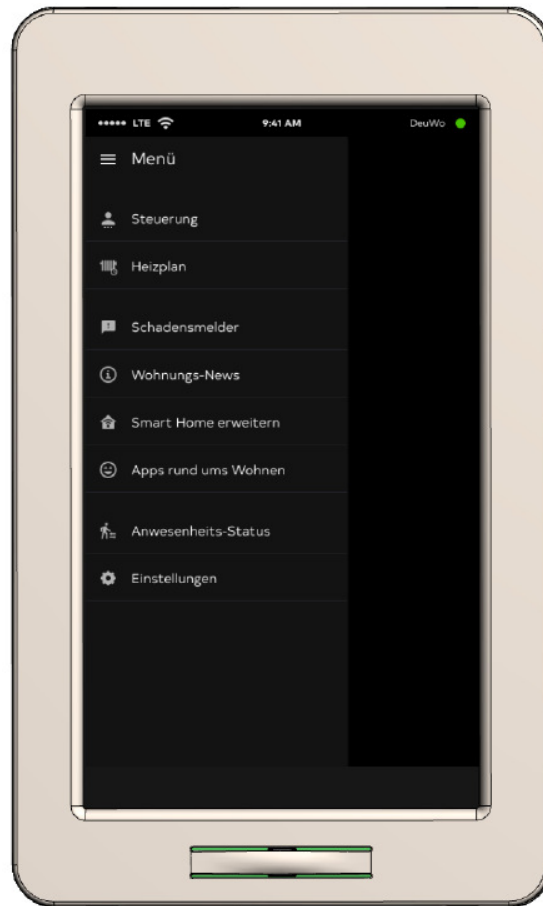 LTE 9:41 AM DeuWo
Menü
Steuerung
Heizplan
Schadensmelder
Wohnungs-News
Smart Home erweitern
Apps rund ums Wohnen
Anwesenheits-Status
Einstellungen